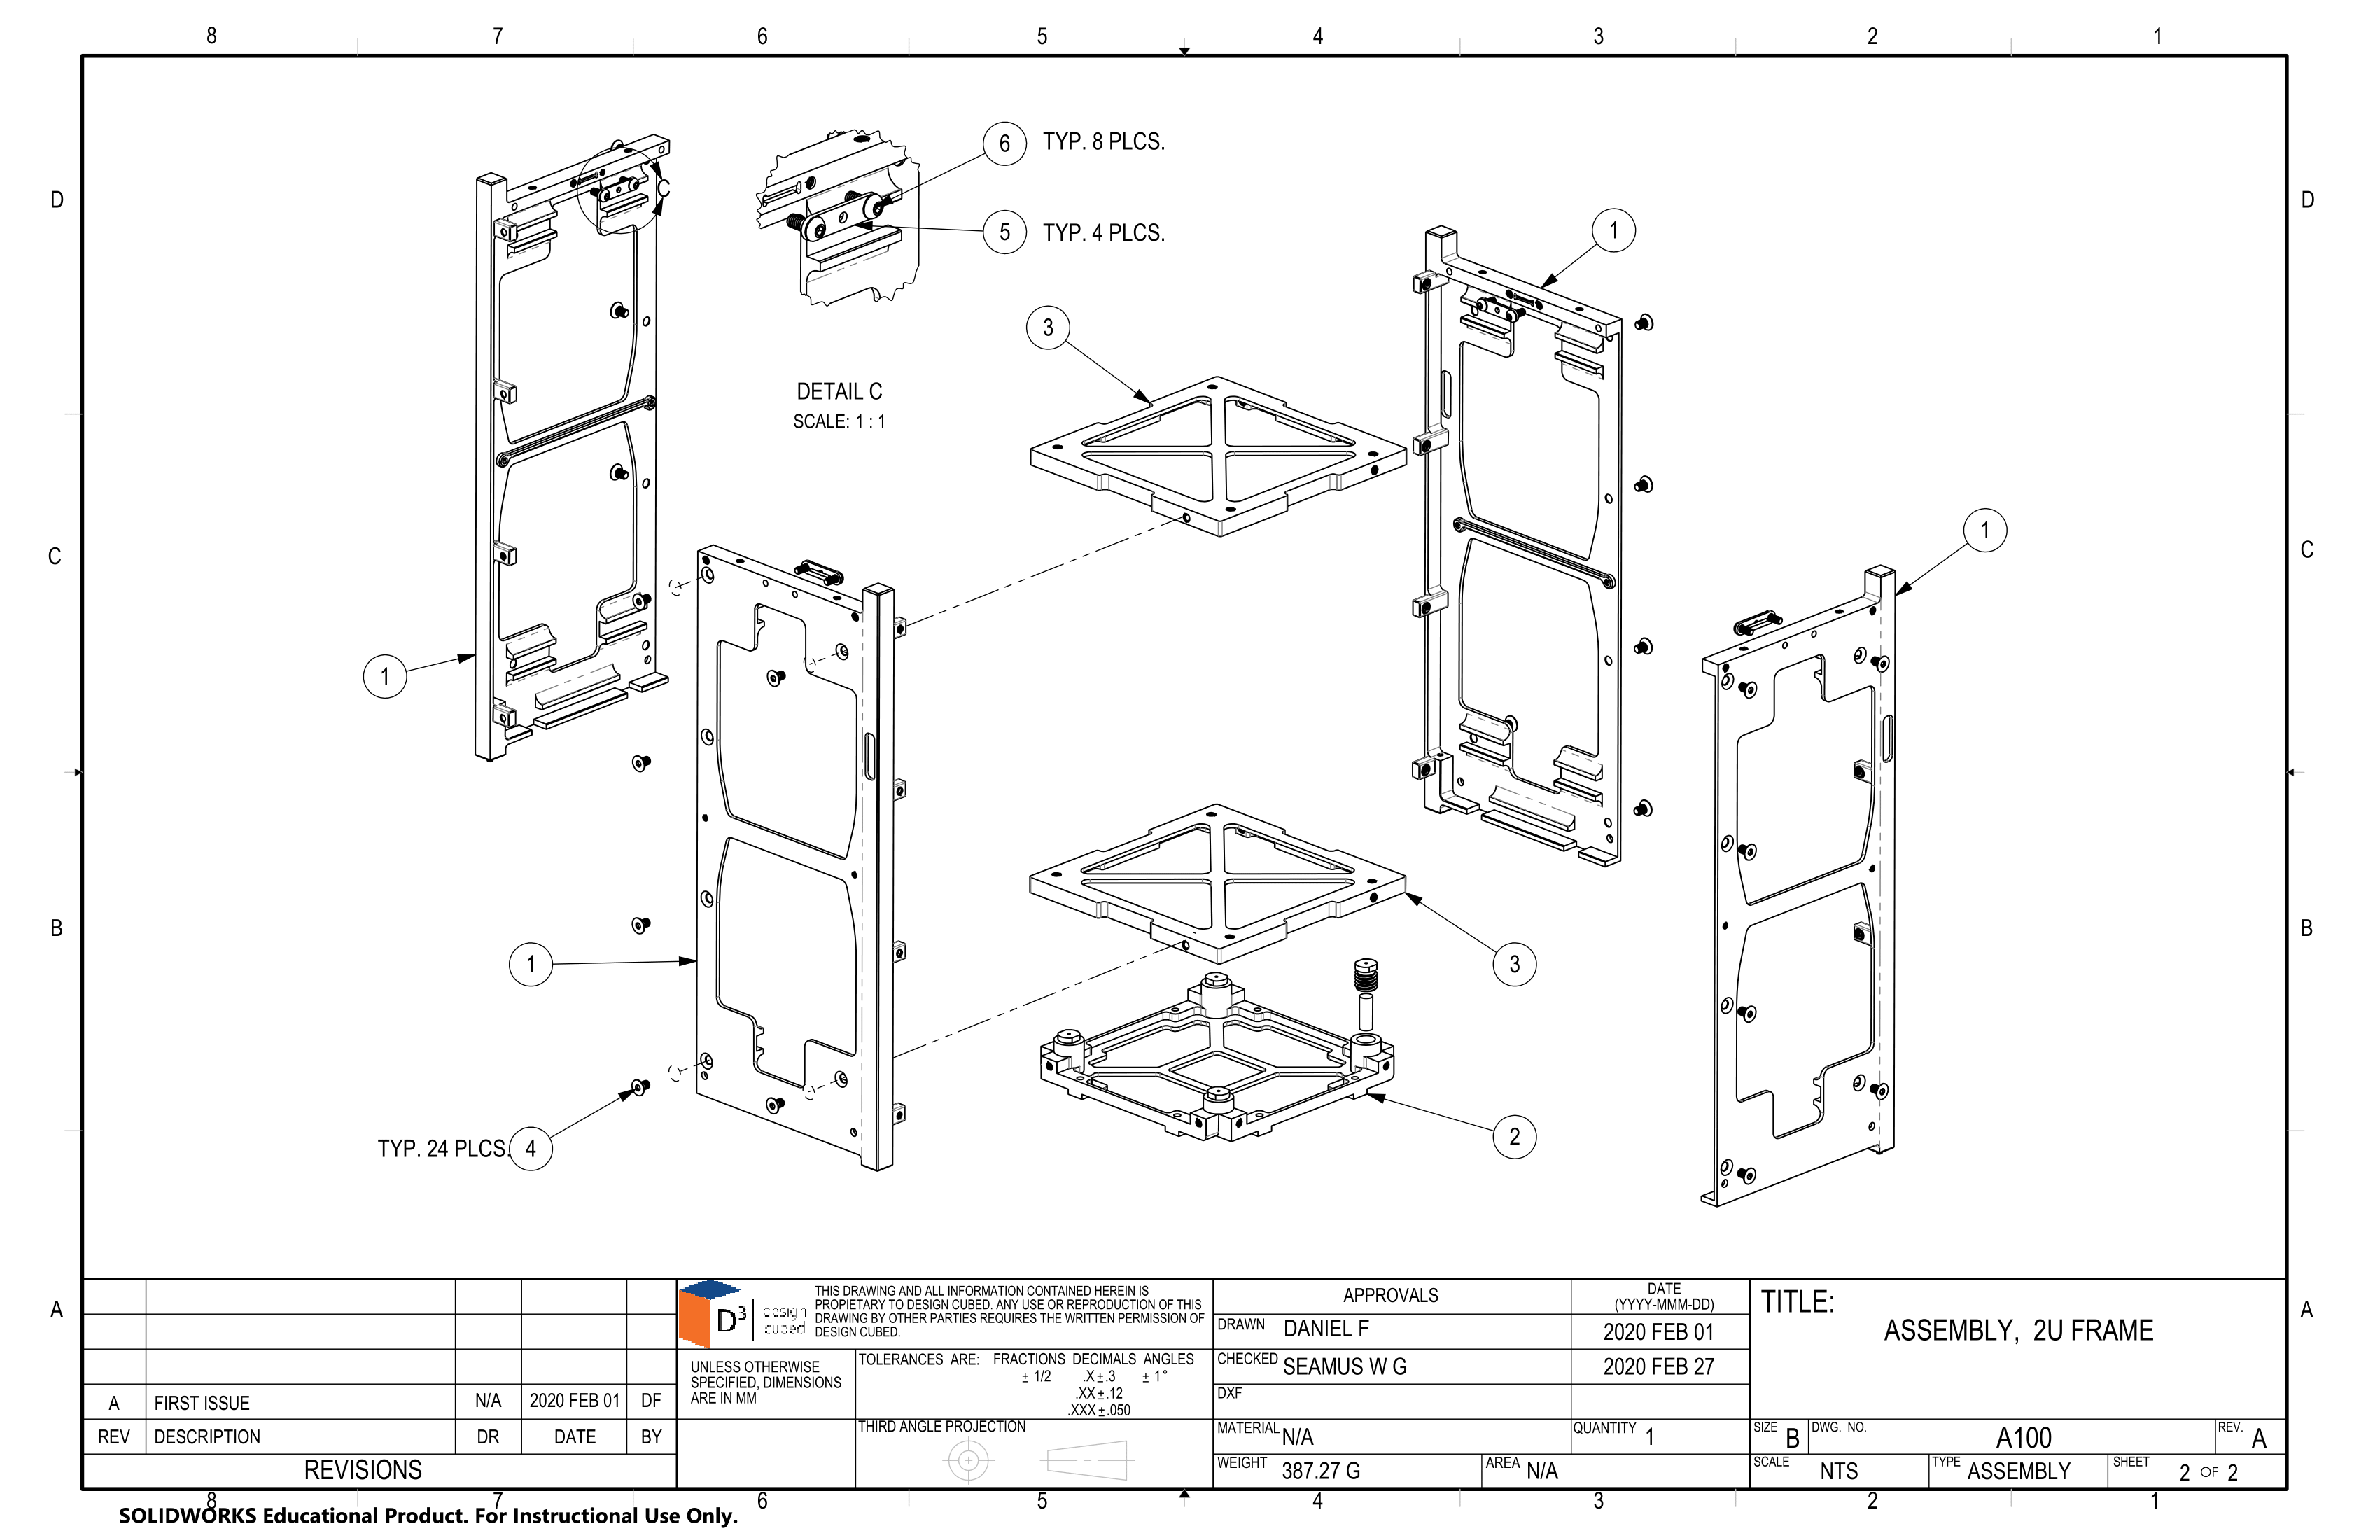 8 7 6 5 4 3 2 1
D D
C C
B B
A A
C
6 TYP. 8 PLCS.
5 TYP. 4 PLCS.
DETAIL C
SCALE: 1 : 1
3
1
1
1
1
3
2
TYP. 24 PLCS. 4
THIS DRAWING AND ALL INFORMATION CONTAINED HEREIN IS
PROPIETARY TO DESIGN CUBED. ANY USE OR REPRODUCTION OF THIS
DRAWING BY OTHER PARTIES REQUIRES THE WRITTEN PERMISSION OF
DESIGN CUBED.
D3 design
cubed
UNLESS OTHERWISE
SPECIFIED, DIMENSIONS
ARE IN MM
TOLERANCES ARE: FRACTIONS DECIMALS ANGLES
± 1/2 .X±.3 ± 1°
.XX±.12
.XXX±.050
THIRD ANGLE PROJECTION
A FIRST ISSUE N/A 2020 FEB 01 DF
REV DESCRIPTION DR DATE BY
REVISIONS
APPROVALS DATE
(YYYY-MMM-DD)
DRAWN DANIEL F 2020 FEB 01
CHECKED SEAMUS W G 2020 FEB 27
DXF
MATERIAL N/A QUANTITY 1
WEIGHT 387.27 G AREA N/A
TITLE:
ASSEMBLY, 2U FRAME
SIZE B DWG. NO. A100 REV. A
SCALE NTS TYPE ASSEMBLY SHEET 2 OF 2
8 7 6 5 4 3 2 1
SOLIDWORKS Educational Product. For Instructional Use Only.